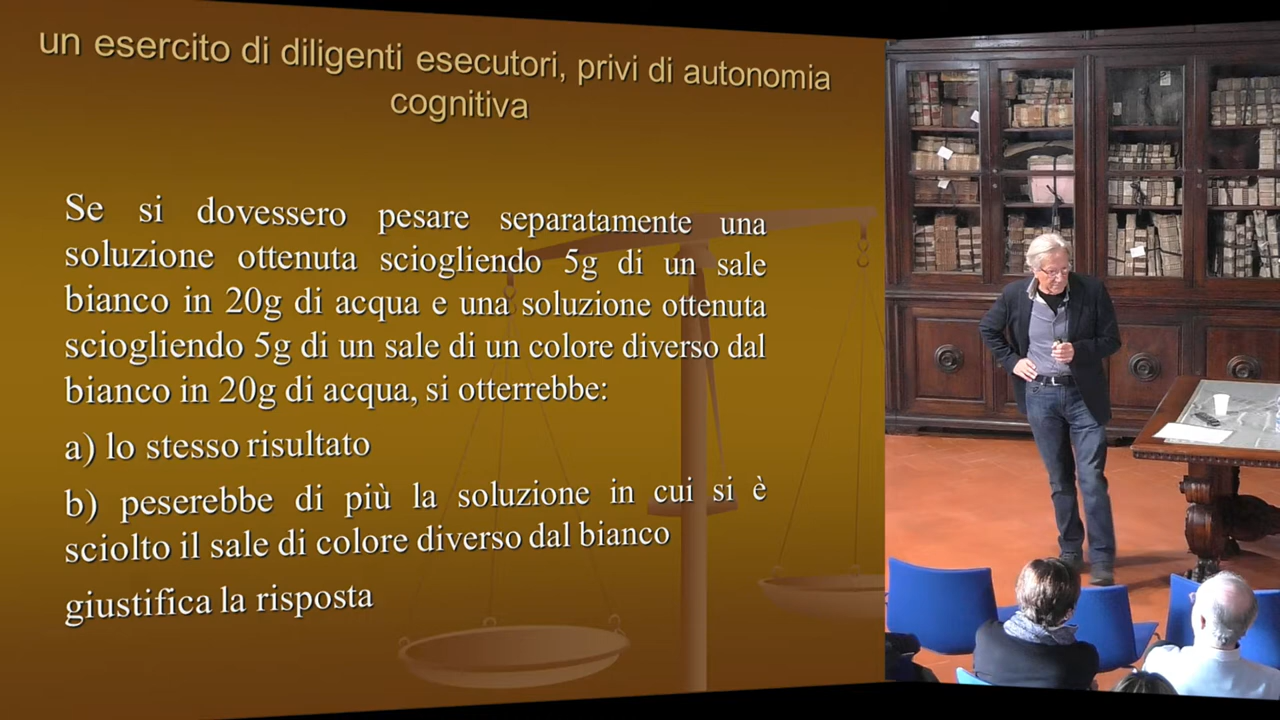 un esercito di diligenti esecutori, privi di autonomia
cognitiva
Se si dovessero pesare separatamente una
soluzione ottenuta sciogliendo 5g di un sale
bianco in 20g di acqua e una soluzione ottenuta
sciogliendo 5g di un sale di un colore diverso dal
bianco in 20g di acqua, si otterrebbe:
a) lo stesso risultato
b) peserebbe di più la soluzione in cui si è
sciolto il sale di colore diverso dal bianco
giustifica la risposta